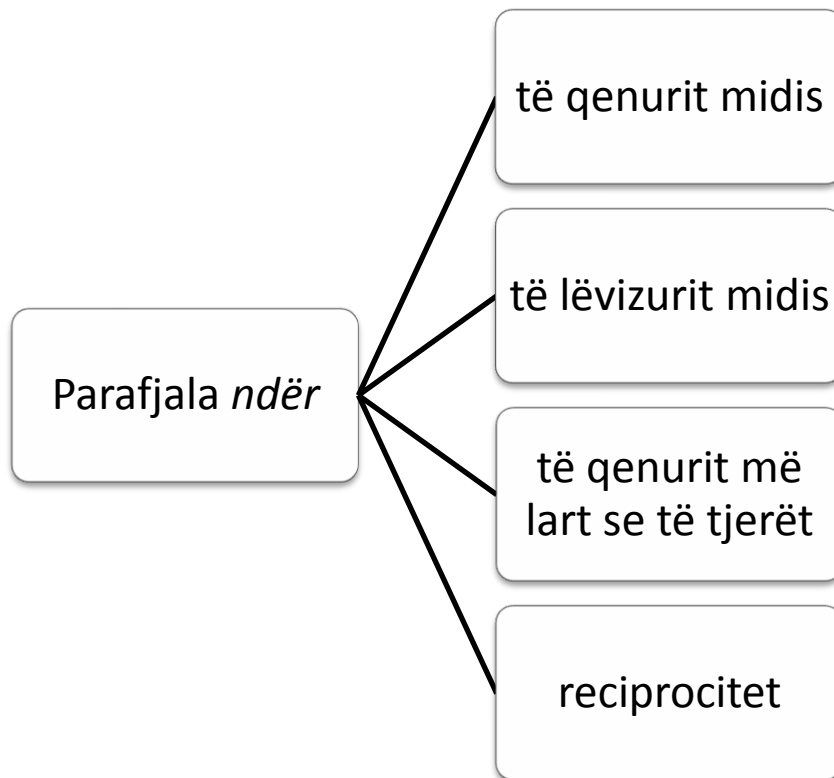 të qenurit midis
të lëvizurit midis
Parafjala ndër
të qenurit më
lart se të tjerët
reciprocitet